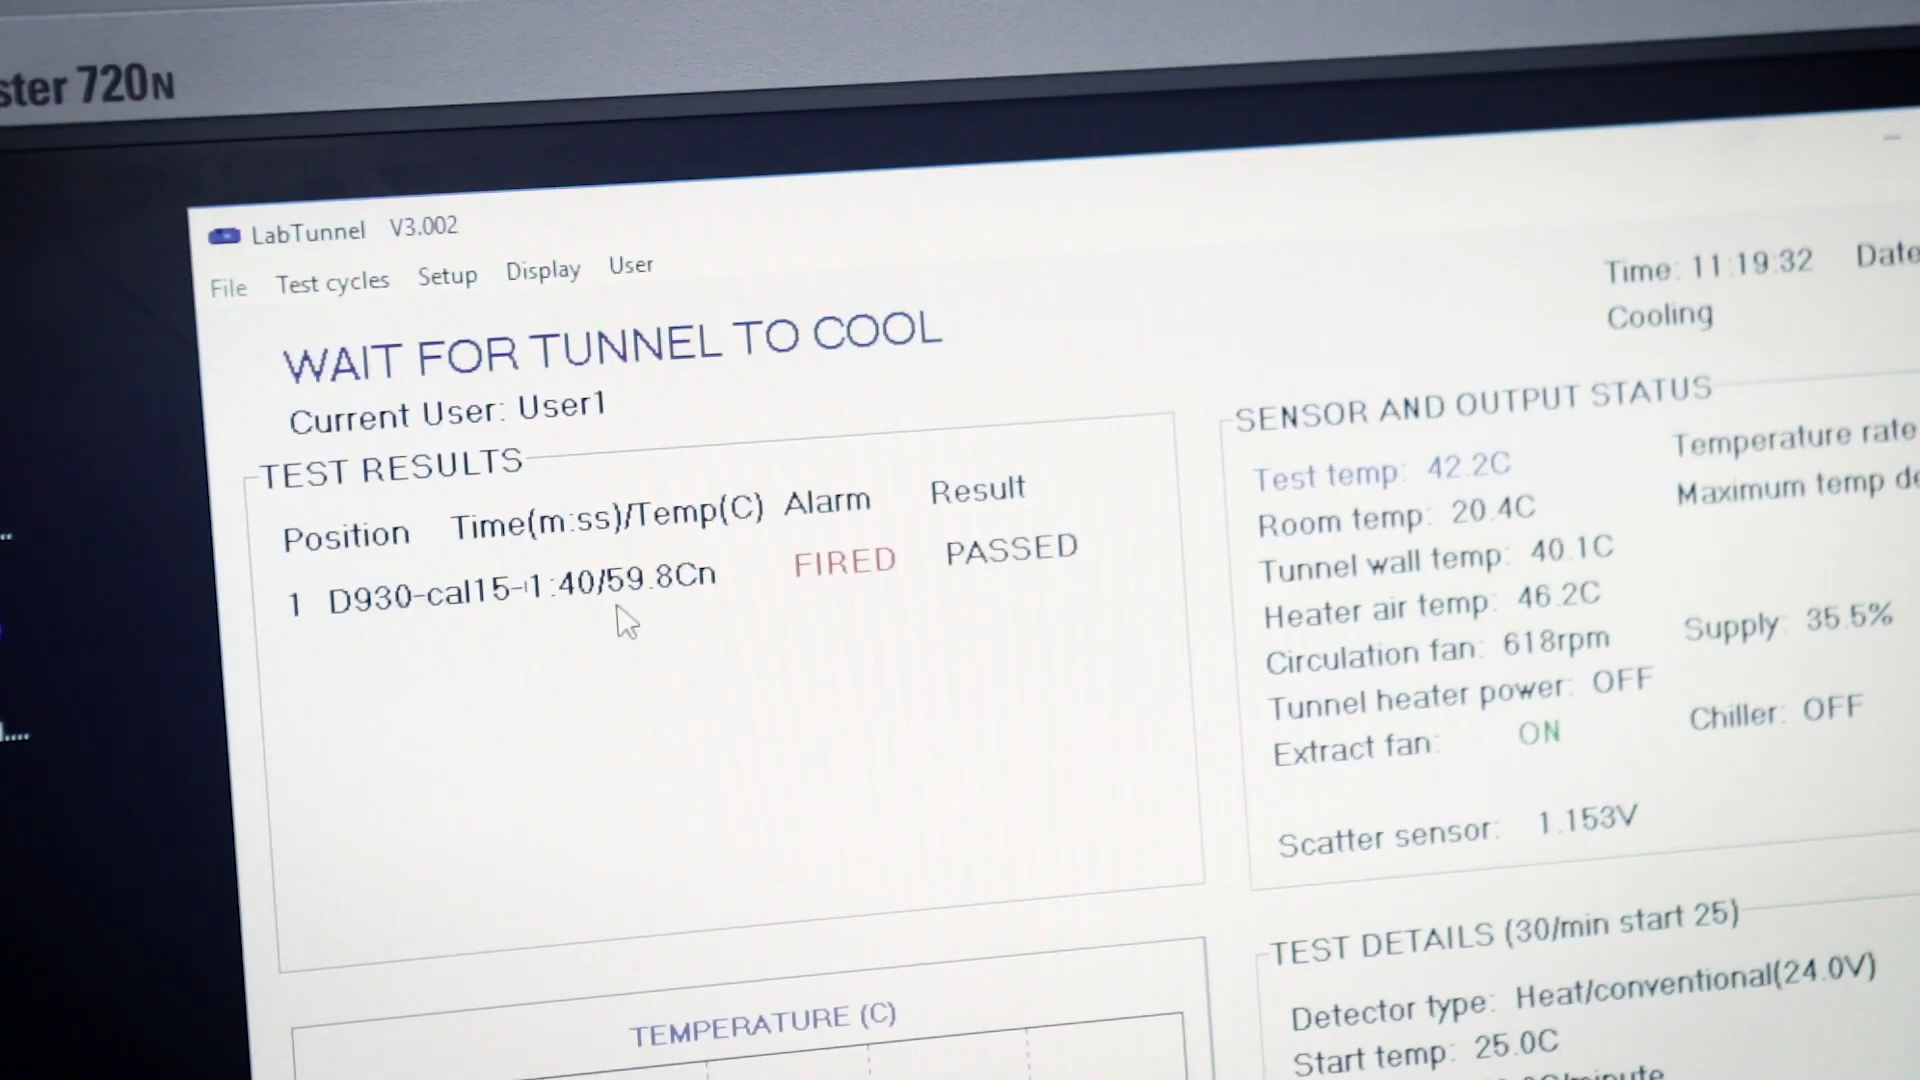 720N
LabTunnel V3.002
File Test cycles Setup Display User
Time: 11:19:32 Date
Cooling
WAIT FOR TUNNEL TO COOL
Current User: User1
TEST RESULTS
Position Time(m:ss)/Temp(C) Alarm Result
1 D930-cal15-1:40/59.8Cn FIRED PASSED
SENSOR AND OUTPUT STATUS
Test temp: 42.2C Temperature rate
Room temp: 20.4C Maximum temp
Tunnel wall temp: 40.1C
Heater air temp: 46.2C
Circulation fan: 618rpm Supply: 35.5%
Tunnel heater power: OFF
Extract fan: ON Chiller: OFF
Scatter sensor: 1.153V
TEST DETAILS (30/min start 25)
Detector type: Heat/conventional(24.0V)
Start temp: 25.0C
TEMPERATURE (C)